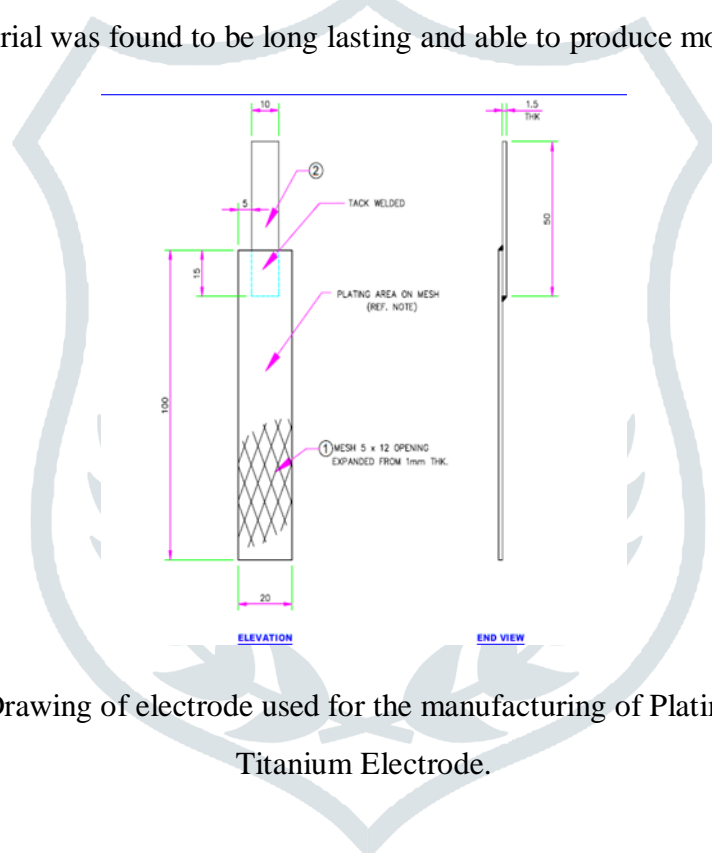 rial was found to be long lasting and able to produce mo
10
1.5
THK
2
5
TACK WELDED
50
15
PLATING AREA ON MESH
(REF. NOTE)
100
1 MESH 5 x 12 OPENING
EXPANDED FROM 1mm THK.
20
ELEVATION
END VIEW
Drawing of electrode used for the manufacturing of Platin
Titanium Electrode.